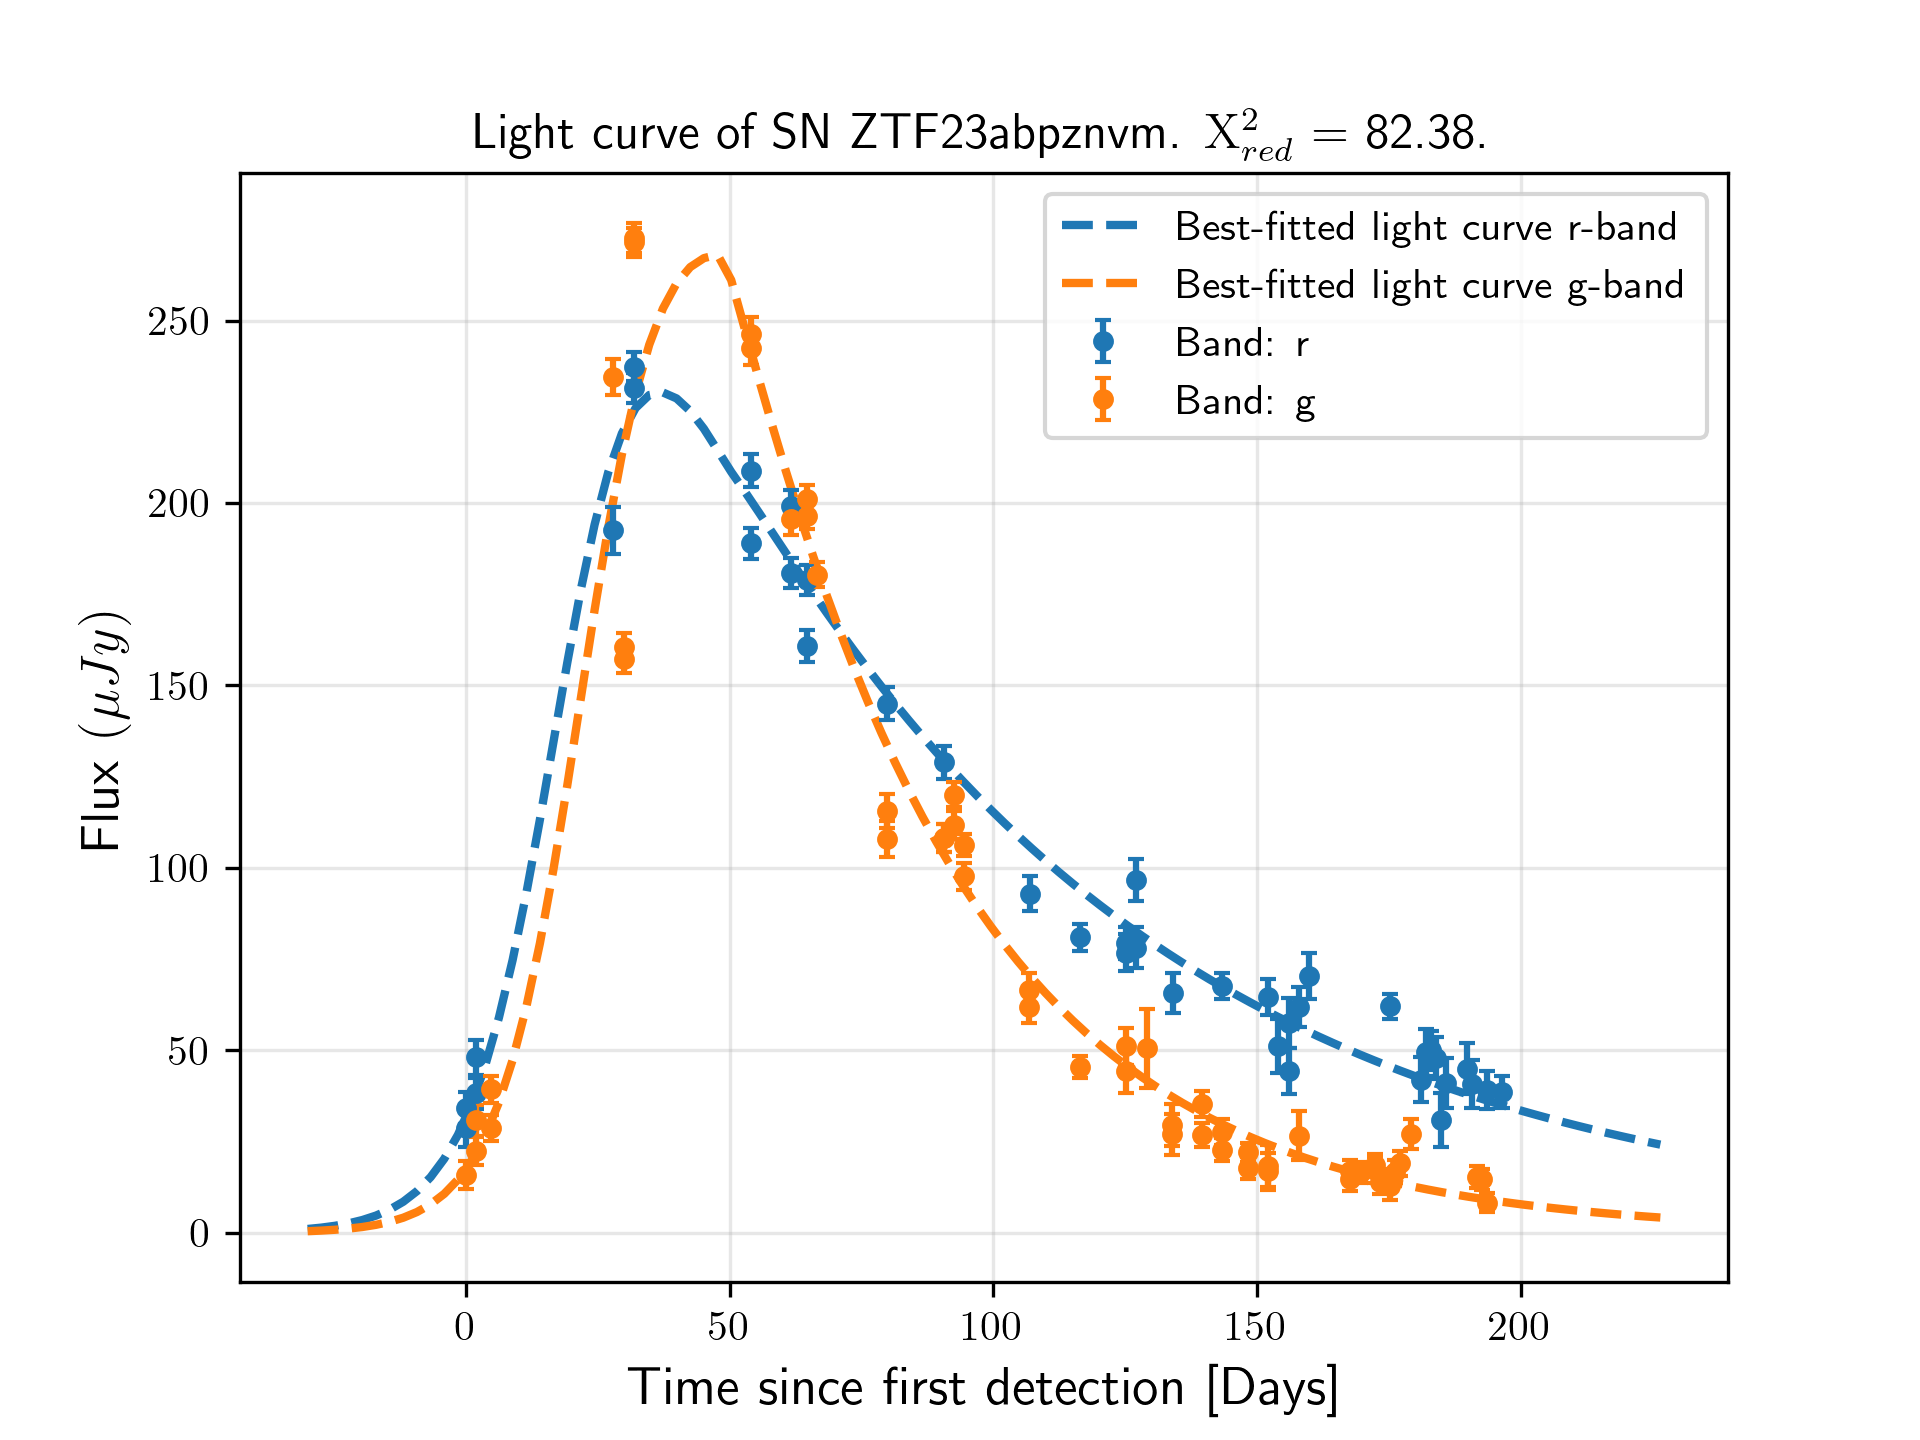 Light curve of SN ZTF23abpznvm. X²red = 82.38.
Best-fitted light curve r-band
Best-fitted light curve g-band
Band: r
Band: g
Flux (μJy)
250
200
150
100
50
0
0 50 100 150 200
Time since first detection [Days]